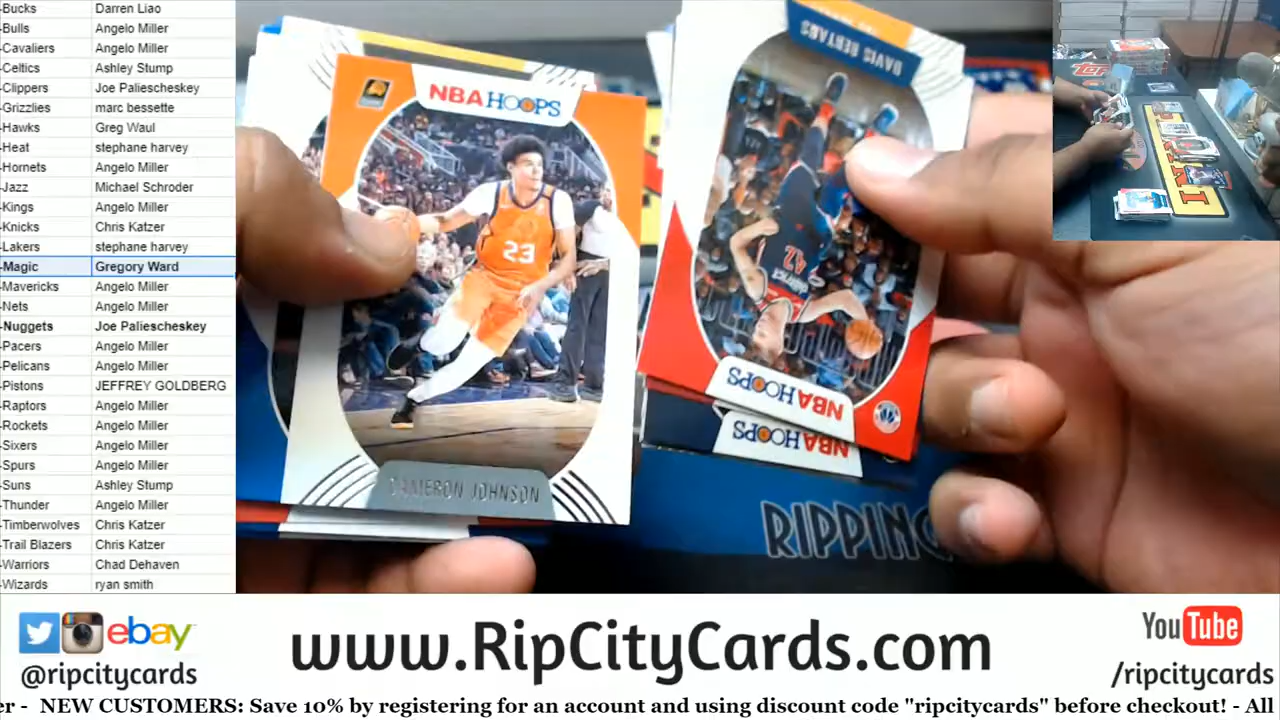 -Bucks Darren Liao
-Bulls Angelo Miller
-Cavaliers Angelo Miller
-Celtics Ashley Stump
-Clippers Joe Paliescheskey
-Grizzlies marc bessette
-Hawks Greg Waul
-Heat stephane harvey
-Hornets Angelo Miller
-Jazz Michael Schroder
-Kings Angelo Miller
-Knicks Chris Katzer
-Lakers stephane harvey
-Magic Gregory Ward
-Mavericks Angelo Miller
-Nets Angelo Miller
-Nuggets Joe Paliescheskey
-Pacers Angelo Miller
-Pelicans Angelo Miller
-Pistons JEFFREY GOLDBERG
-Raptors Angelo Miller
-Rockets Angelo Miller
-Sixers Angelo Miller
-Spurs Angelo Miller
-Suns Ashley Stump
-Thunder Angelo Miller
-Timberwolves Chris Katzer
-Trail Blazers Chris Katzer
-Warriors Chad Dehaven
-Wizards ryan smith
NBA HOOPS
23
CAMERON JOHNSON
DAVIS BERTANS
42
NBA HOOPS
NBA HOOPS
RIPPING
ebay
@ripcitycards
www.RipCityCards.com
YouTube
/ripcitycards
er - NEW CUSTOMERS: Save 10% by registering for an account and using discount code "ripcitycards" before checkout! - All